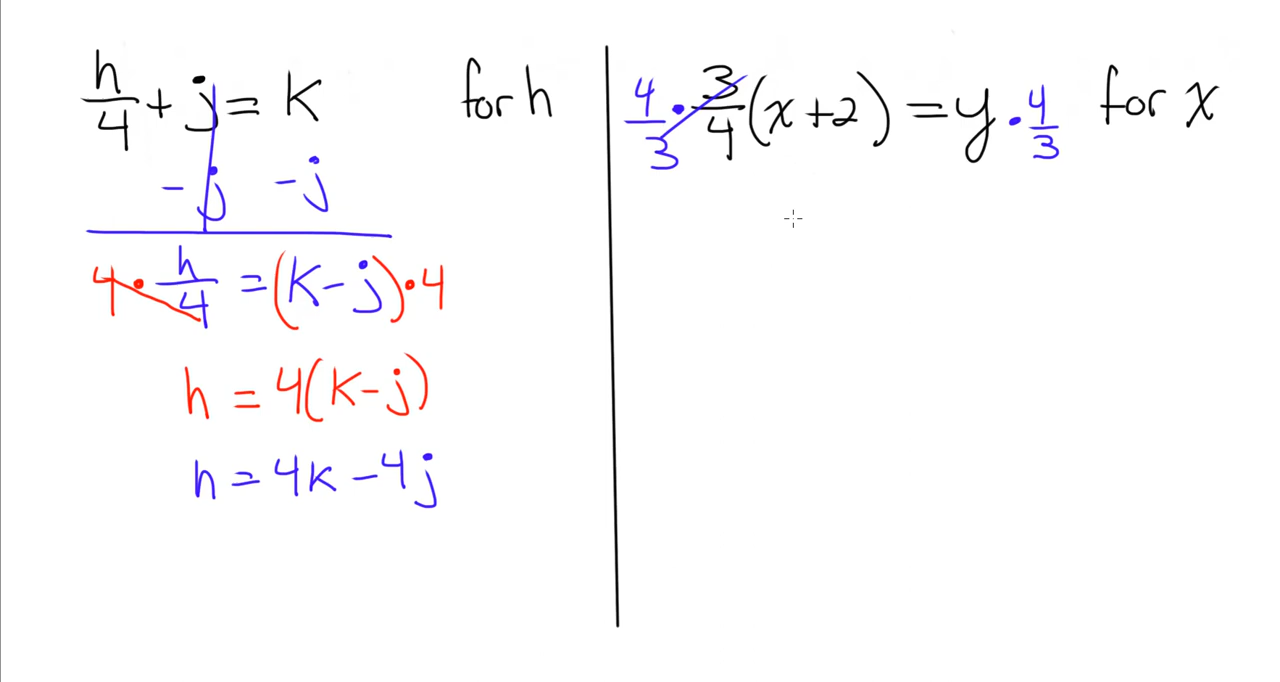 h/4 + j = k for h
- j - j
4 · h/4 = (k - j) · 4
h = 4(k - j)
h = 4k - 4j
4/3 · 3/4 (x + 2) = y · 4/3 for x